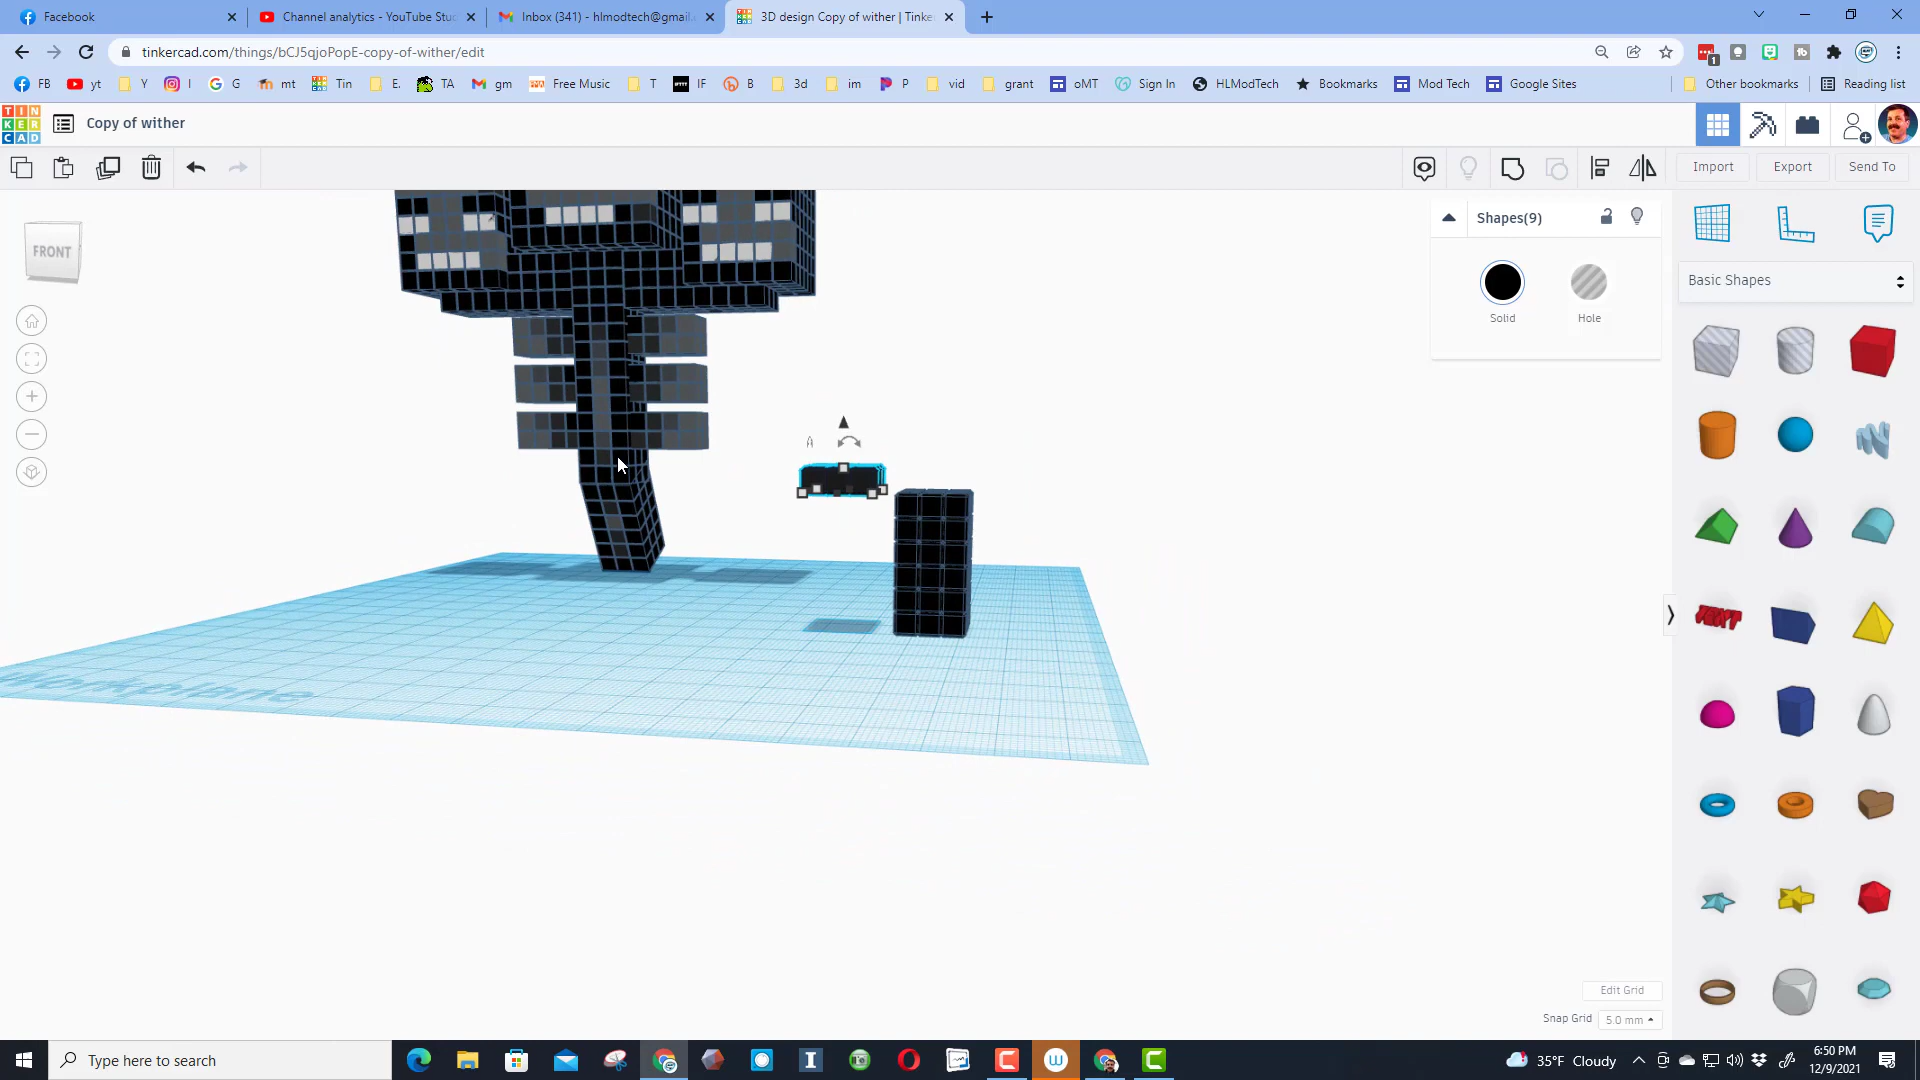 Facebook
Channel analytics - YouTube Stu
Inbox (341) - hlmodtech@gmail.
3D design Copy of wither | Tinke
tinkercad.com/things/bCJ5qjoPopE-copy-of-wither/edit
FB
yt
Y
I
G
mt
Tin
E.
TA
gm
Free Music
T
IF
B
3d
im
P
vid
grant
oMT
Sign In
HLModTech
Bookmarks
Mod Tech
Google Sites
Other bookmarks
Reading list
TIN
KER
CAD
Copy of wither
Import
Export
Send To
FRONT
Shapes(9)
Solid
Hole
Basic Shapes
TEXT
Workplane
Edit Grid
Snap Grid
5.0 mm
Type here to search
35°F Cloudy
6:50 PM
12/9/2021